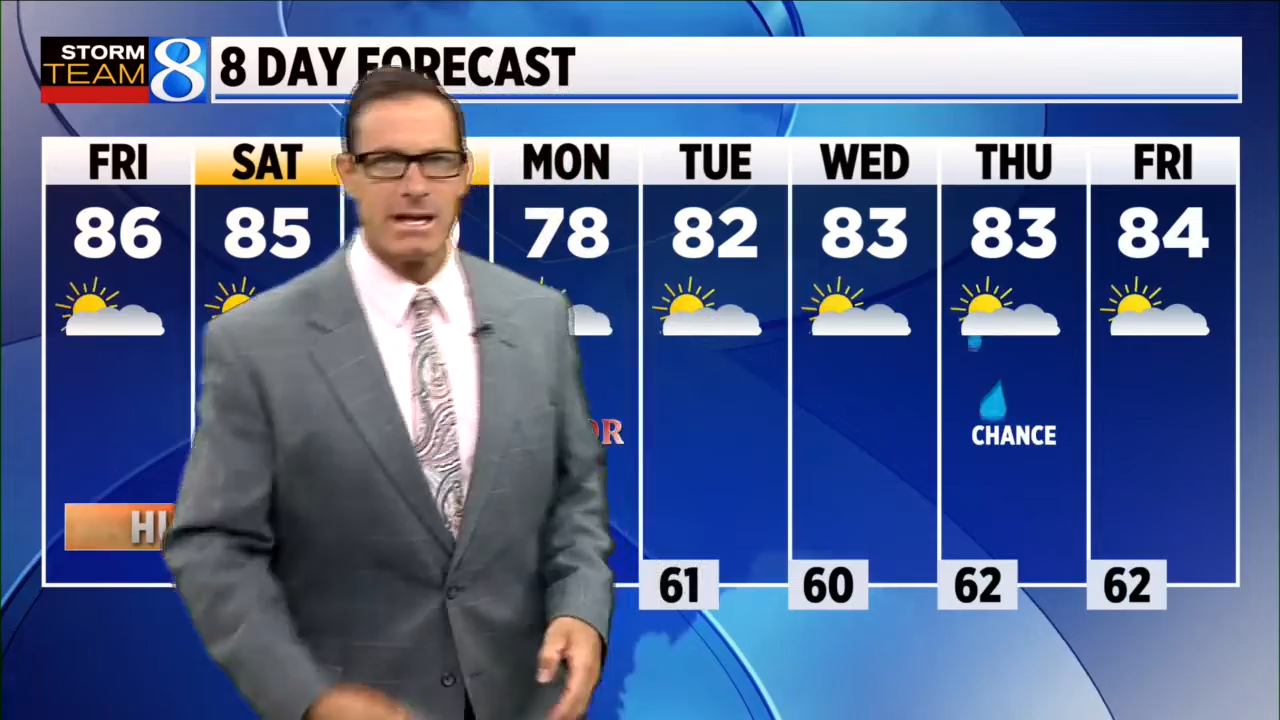 STORM
TEAM 8
8 DAY FORECAST
FRI SAT MON TUE WED THU FRI
86 85 78 82 83 83 84
CHANCE
61 60 62 62